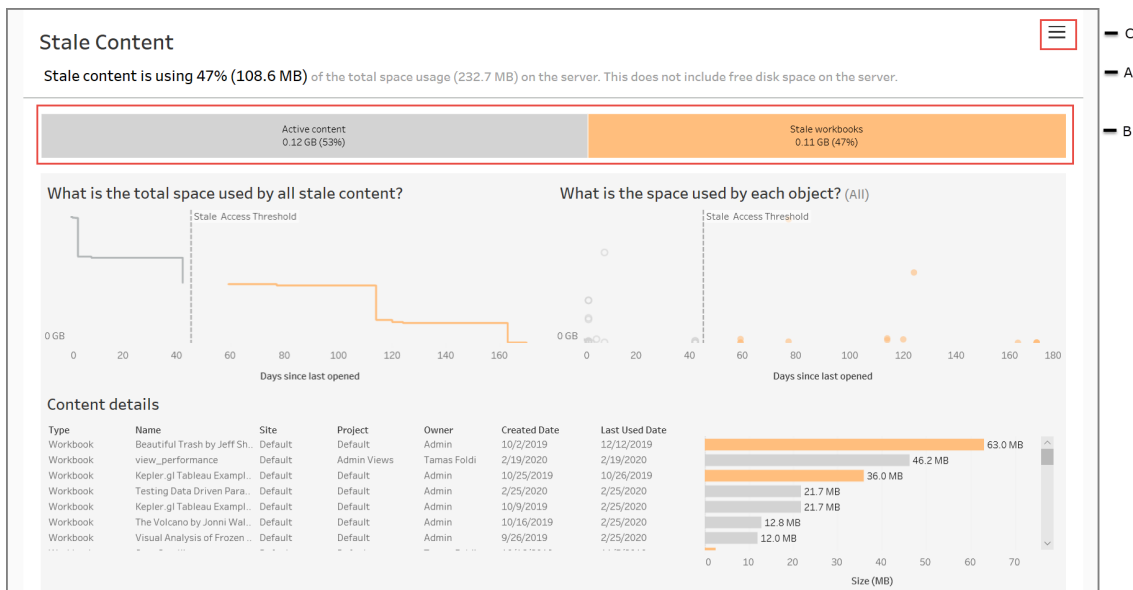 Stale Content
C
Stale content is using 47% (108.6 MB) of the total space usage (232.7 MB) on the server. This does not include free disk space on the server.
A
Active content
0.12 GB (53%)
Stale workbooks
0.11 GB (47%)
B
What is the total space used by all stale content?
Stale Access Threshold
0 GB
0 20 40 60 80 100 120 140 160
Days since last opened
What is the space used by each object? (All)
Stale Access Threshold
0 GB
0 20 40 60 80 100 120 140 160 180
Days since last opened
Content details
Type Name Site Project Owner Created Date Last Used Date
Workbook Beautiful Trash by Jeff Sh.. Default Default Admin 10/2/2019 12/12/2019 63.0 MB
Workbook view_performance Default Admin Views Tamas Foldi 2/19/2020 2/19/2020 46.2 MB
Workbook Kepler.gl Tableau Exampl.. Default Default Admin 10/25/2019 10/26/2019 36.0 MB
Workbook Testing Data Driven Para.. Default Default Admin 2/25/2020 2/25/2020 21.7 MB
Workbook Kepler.gl Tableau Exampl.. Default Default Admin 10/9/2019 2/25/2020 21.7 MB
Workbook The Volcano by Jonni Wal.. Default Default Admin 10/16/2019 2/25/2020 12.8 MB
Workbook Visual Analysis of Frozen .. Default Default Admin 9/26/2019 2/25/2020 12.0 MB
0 10 20 30 40 50 60 70
Size (MB)